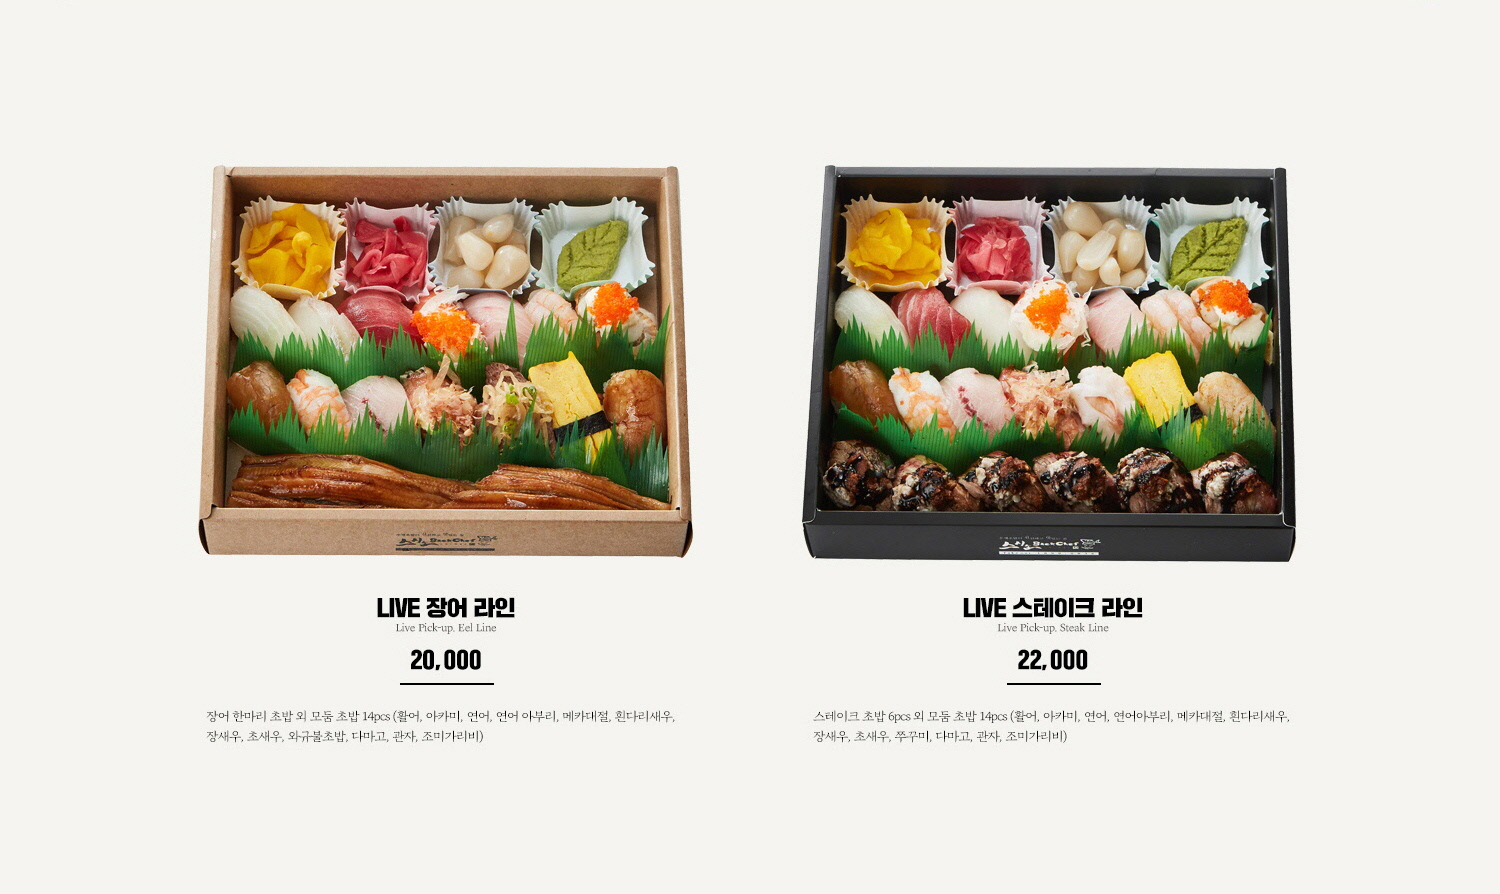 LIVE 장어 라인
Live Pick-up. Eel Line
20,000
장어 한마리 초밥 외 모둠 초밥 14pcs (활어, 아카미, 연어, 연어 아부리, 메카대절, 흰다리새우,
장새우, 초새우, 와규불초밥, 다마고, 관자, 조미가리비)
LIVE 스테이크 라인
Live Pick-up. Steak Line
22,000
스테이크 초밥 6pcs 외 모둠 초밥 14pcs (활어, 아카미, 연어, 연어아부리, 메카대절, 흰다리새우,
장새우, 초새우, 쭈꾸미, 다마고, 관자, 조미가리비)